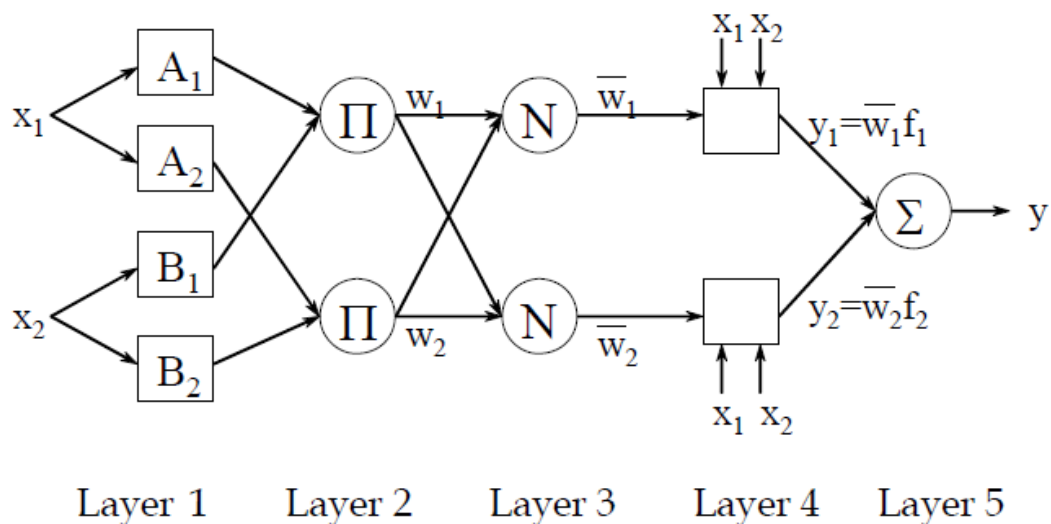 x₁ x₂
A₁
x₁
A₂
Π w₁ N w̅₁
y₁=w̅₁f₁
Σ y
B₁
x₂
B₂
Π w₂ N w̅₂
y₂=w̅₂f₂
x₁ x₂
Layer 1 Layer 2 Layer 3 Layer 4 Layer 5